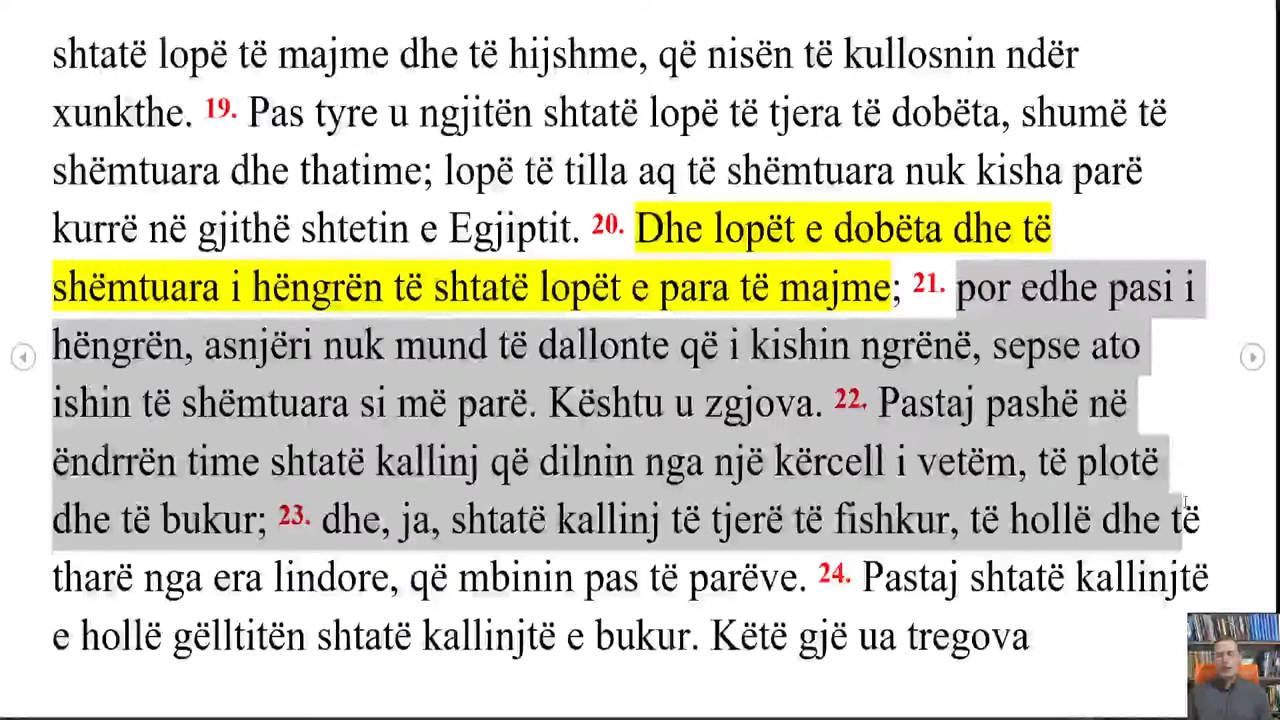 shtatë lopë të majme dhe të hijshme, që nisën të kullosnin ndër
xunkthe. 19. Pas tyre u ngjitën shtatë lopë të tjera të dobëta, shumë të
shëmtuara dhe thatime; lopë të tilla aq të shëmtuara nuk kisha parë
kurrë në gjithë shtetin e Egjiptit. 20. Dhe lopët e dobëta dhe të
shëmtuara i hëngrën të shtatë lopët e para të majme; 21. por edhe pasi i
hëngrën, asnjëri nuk mund të dallonte që i kishin ngrënë, sepse ato
ishin të shëmtuara si më parë. Kështu u zgjova. 22. Pastaj pashë në
ëndrrën time shtatë kallinj që dilnin nga një kërcell i vetëm, të plotë
dhe të bukur; 23. dhe, ja, shtatë kallinj të tjerë të fishkur, të hollë dhe të
tharë nga era lindore, që mbinin pas të parëve. 24. Pastaj shtatë kallinjtë
e hollë gëlltitën shtatë kallinjtë e bukur. Këtë gjë ua tregova